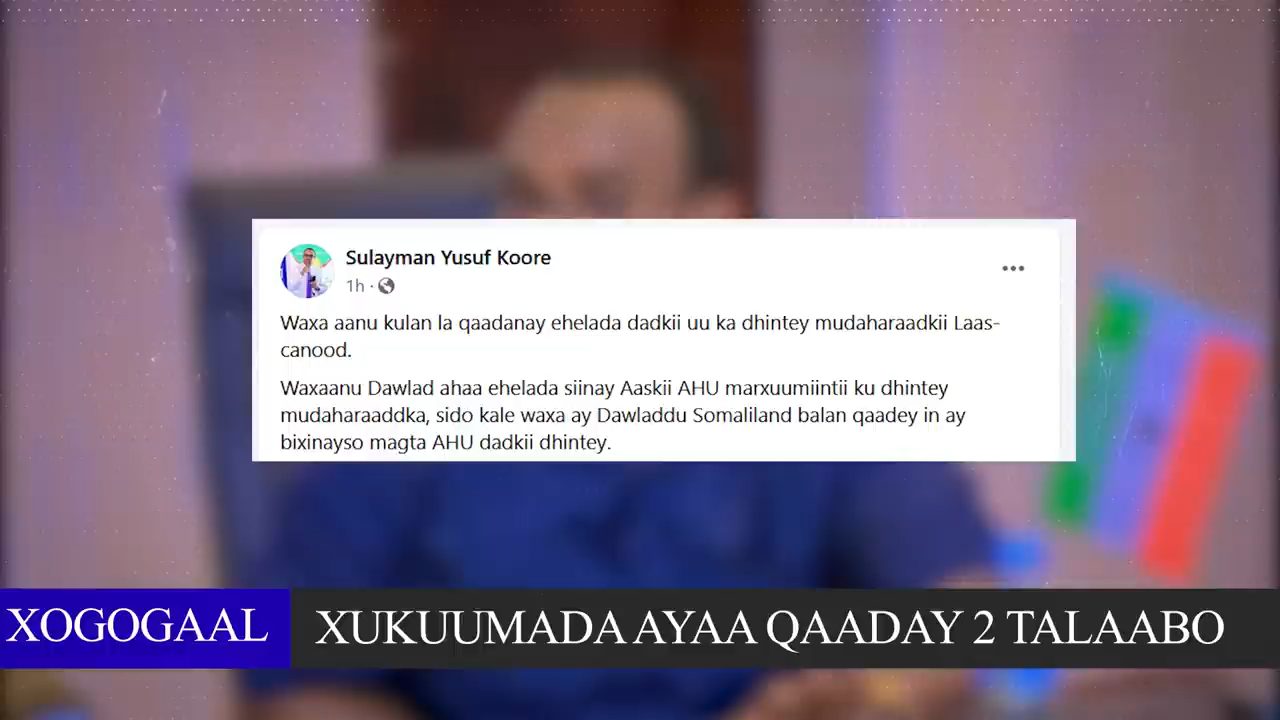 Sulayman Yusuf Koore
1h ·
Waxa aanu kulan la qaadanay ehelada dadkii uu ka dhintey mudaharaadkii Laas-
canood.
Waxaanu Dawlad ahaa ehelada siinay Aaskii AHU marxuumiintii ku dhintey
mudaharaaddka, sido kale waxa ay Dawladdu Somaliland balan qaadey in ay
bixinayso magta AHU dadkii dhintey.
XOGOGAAL
XUKUUMADA AYAA QAADAY 2 TALAABO